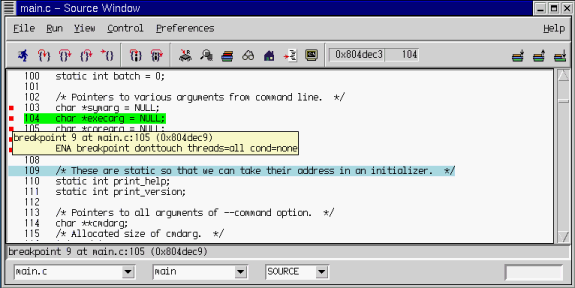 main.c - Source Window
File Run View Control Preferences Help
0x804dec3 104
100 static int batch = 0;
101
102 /* Pointers to various arguments from command line. */
103 char *symarg = NULL;
104 char *execarg = NULL;
105 char *corearg = NULL;
breakpoint 9 at main.c:105 (0x804dec9)
ENA breakpoint donttouch threads=all cond=none
108
109 /* These are static so that we can take their address in an initializer. */
110 static int print_help;
111 static int print_version;
112
113 /* Pointers to all arguments of --command option. */
114 char **cmdarg;
115 /* Allocated size of cmdarg. */
breakpoint 9 at main.c:105 (0x804dec9)
main.c main SOURCE